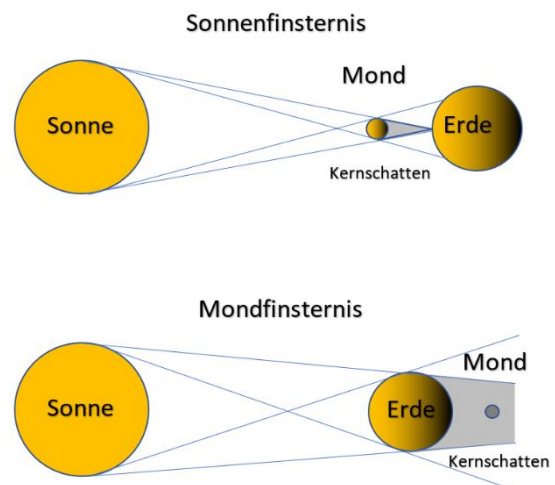 Sonnenfinsternis
Mond
Sonne
Erde
Kernschatten
Mondfinsternis
Mond
Sonne
Erde
Kernschatten